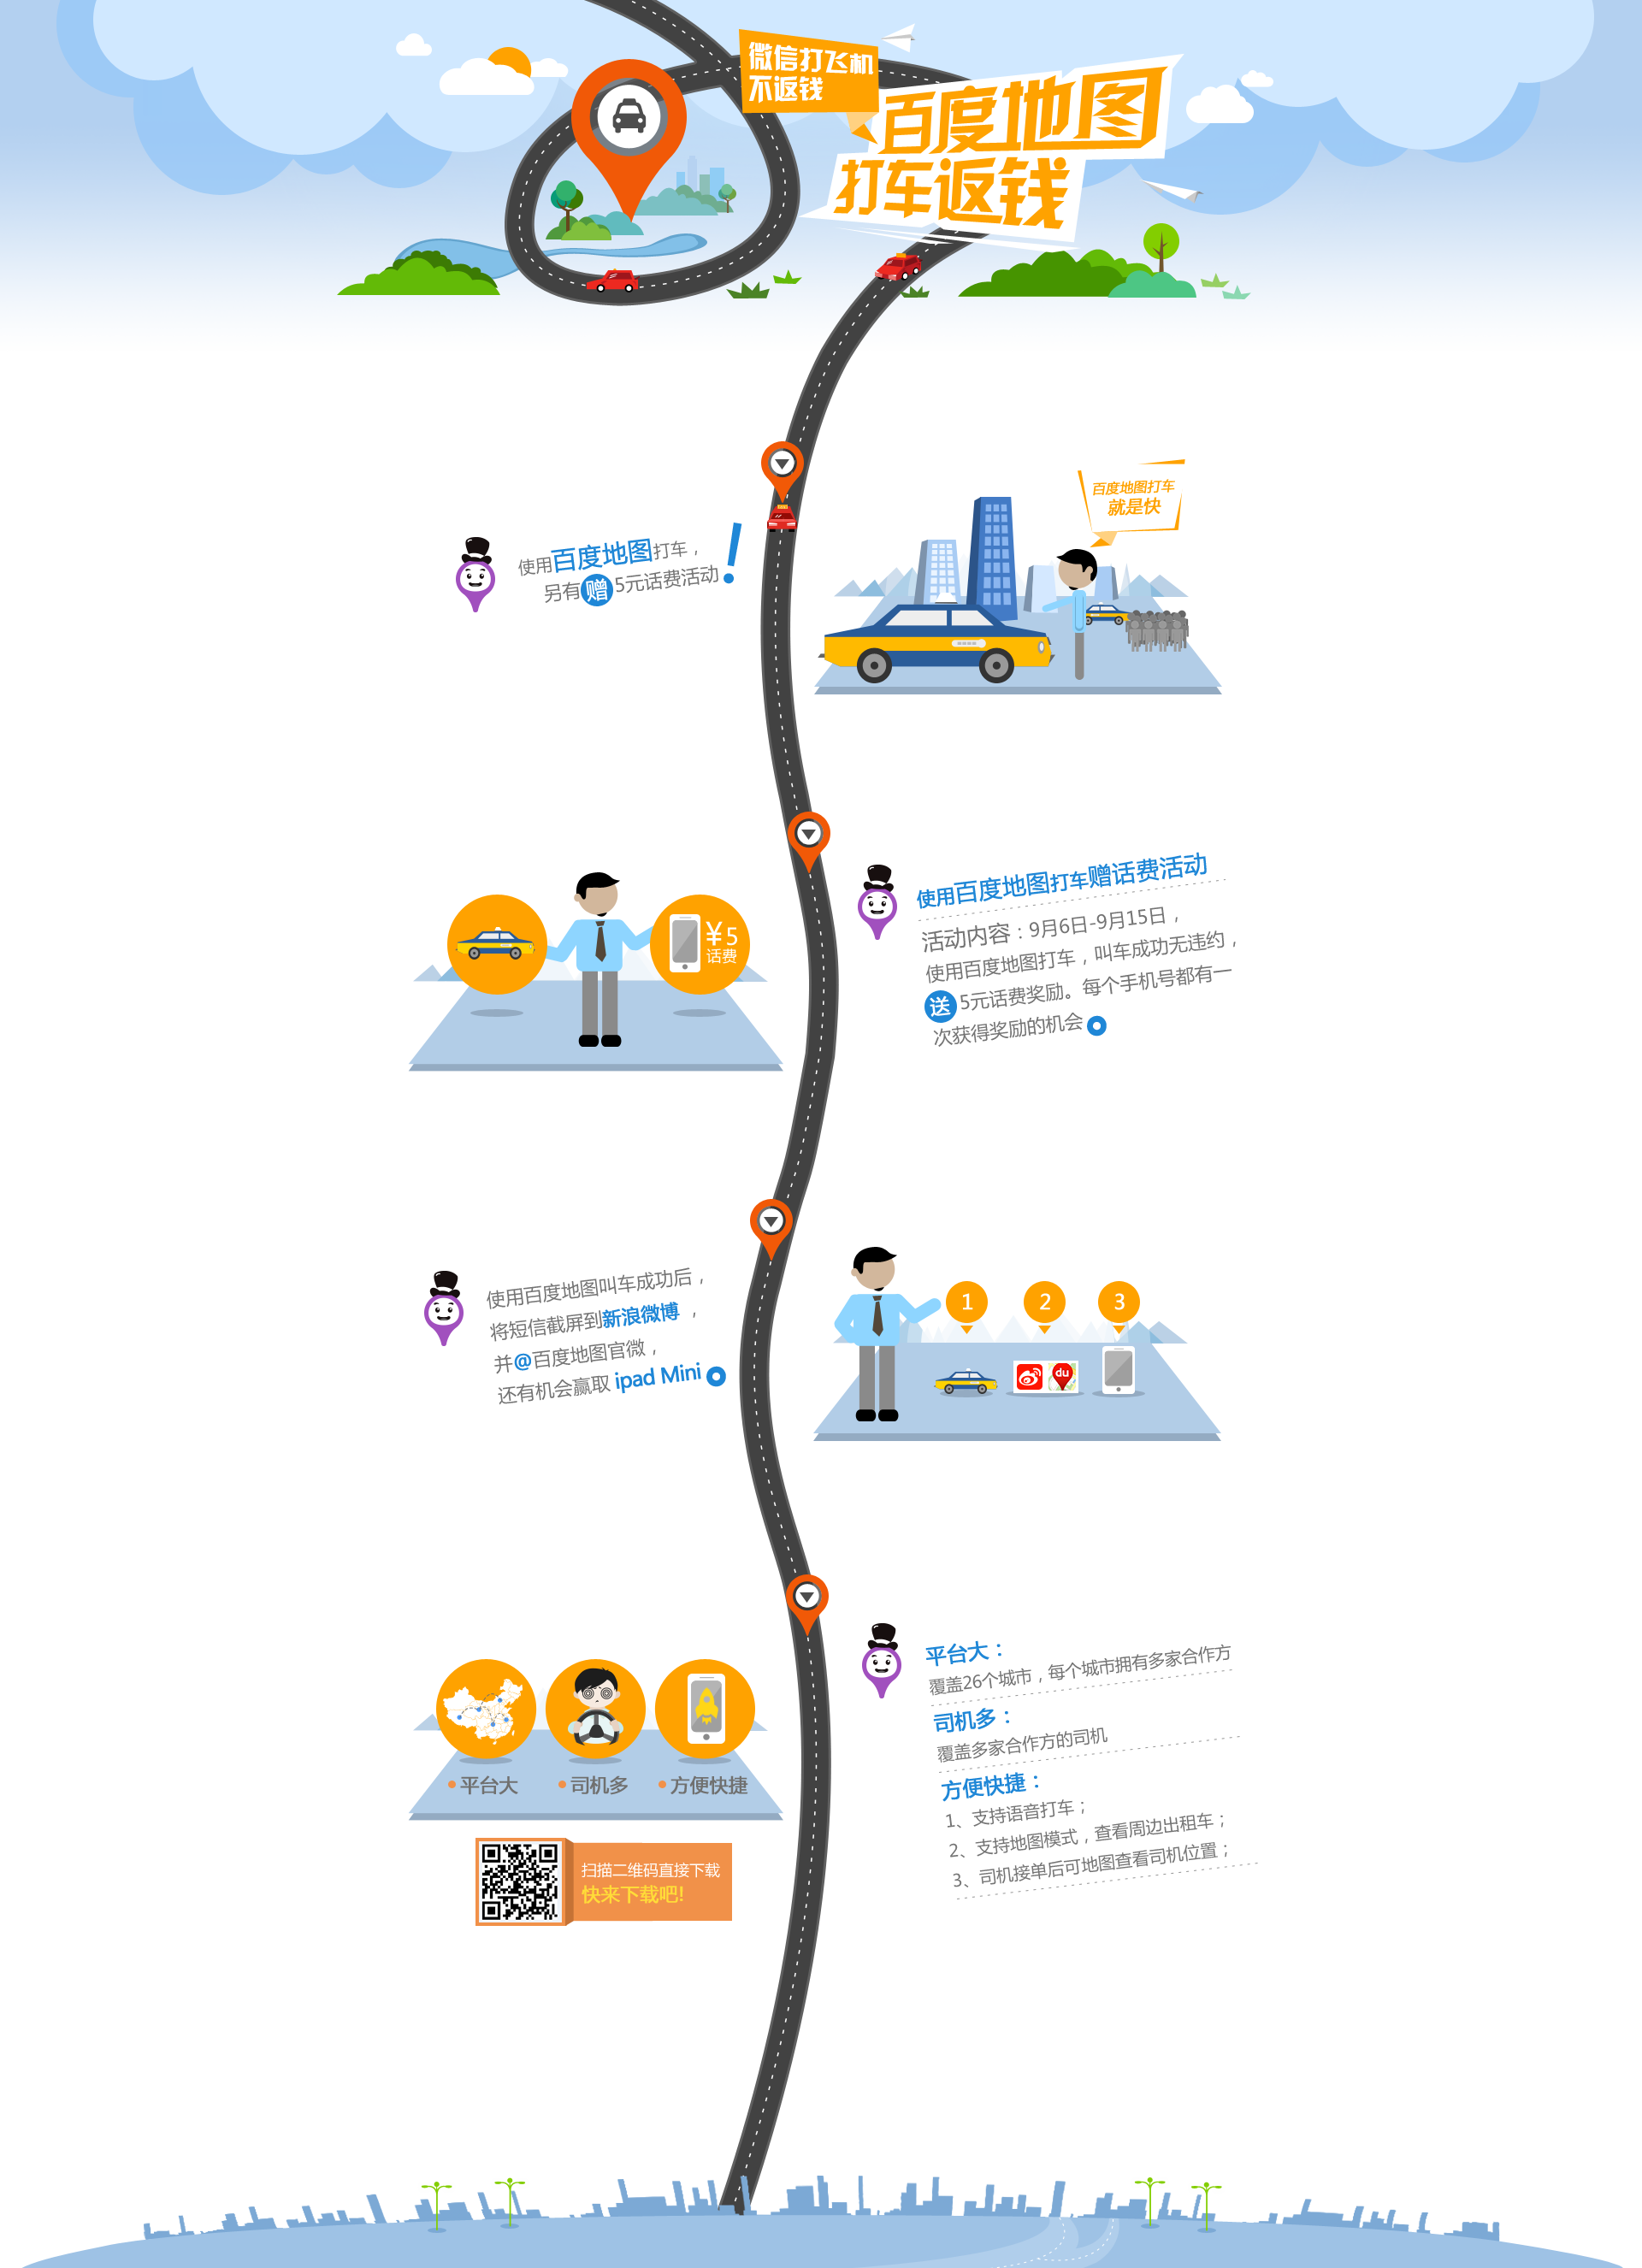 微信打飞机
不返钱
百度地图
打车返钱
百度地图打车
就是快
使用百度地图打车，
另有赠5元话费活动！
¥5
话费
使用百度地图打车赠话费活动
活动内容：9月6日-9月15日，
使用百度地图打车，叫车成功无违约，
送5元话费奖励。每个手机号都有一
次获得奖励的机会
使用百度地图叫车成功后，
将短信截屏到新浪微博，
并@百度地图官微，
还有机会赢取 ipad Mini
1
2
3
du
平台大
司机多
方便快捷
扫描二维码直接下载
快来下载吧!
平台大：
覆盖26个城市，每个城市拥有多家合作方
司机多：
覆盖多家合作方的司机
方便快捷：
1、支持语音打车；
2、支持地图模式，查看周边出租车；
3、司机接单后可地图查看司机位置；